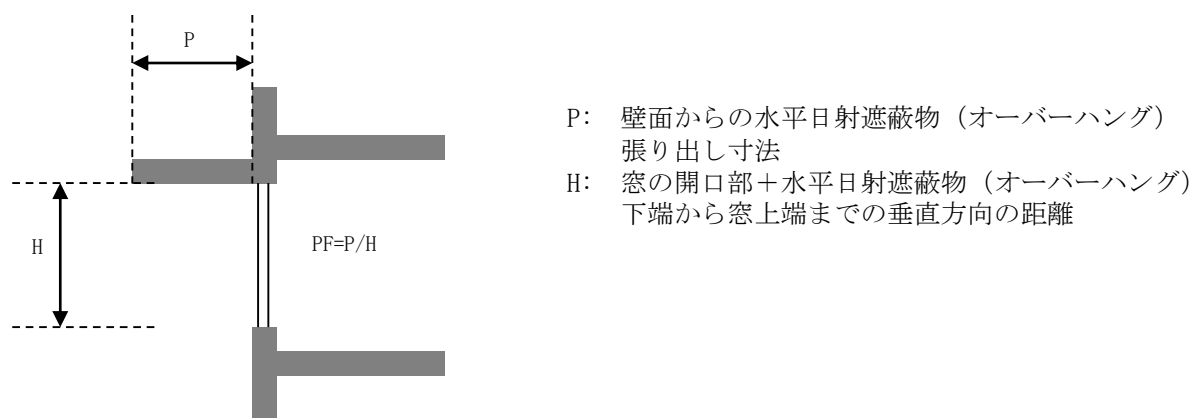 P
P: 壁面からの水平日射遮蔽物（オーバーハング）
張り出し寸法
H: 窓の開口部＋水平日射遮蔽物（オーバーハング）
下端から窓上端までの垂直方向の距離
H
PF=P/H